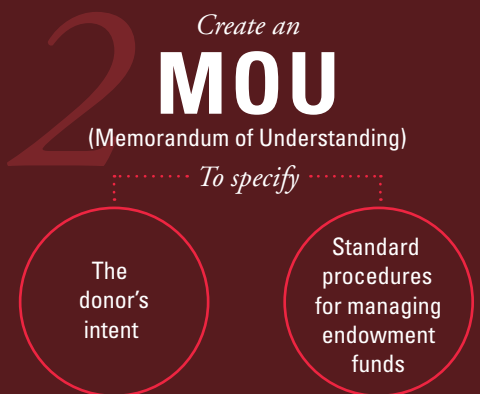 2
Create an
MOU
(Memorandum of Understanding)
To specify
The
donor's
intent
Standard
procedures
for managing
endowment
funds